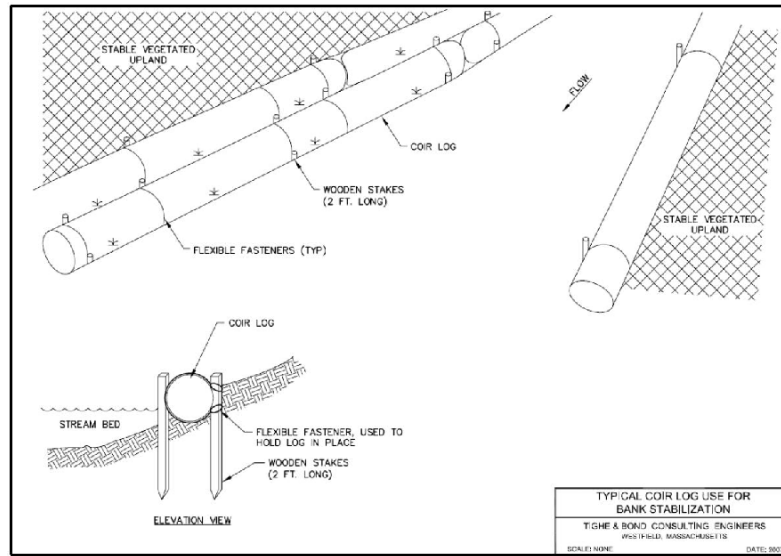 STABLE VEGETATED
UPLAND
FLOW
COIR LOG
WOODEN STAKES
(2 FT. LONG)
FLEXIBLE FASTENERS (TYP)
STABLE VEGETATED
UPLAND
COIR LOG
STREAM BED
FLEXIBLE FASTENER, USED TO
HOLD LOG IN PLACE
WOODEN STAKES
(2 FT. LONG)
ELEVATION VIEW
TYPICAL COIR LOG USE FOR
BANK STABILIZATION
TIGHE & BOND CONSULTING ENGINEERS
WESTFIELD, MASSACHUSETTS
SCALE: NONE
DATE: